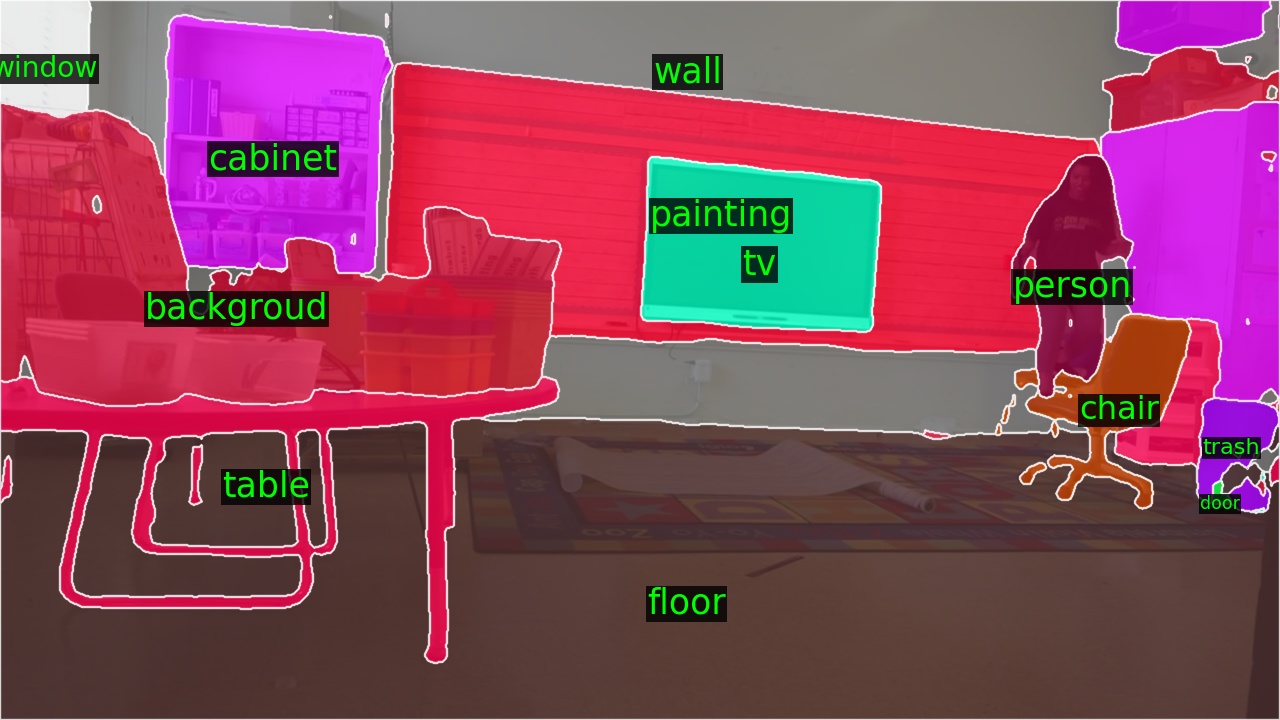 window
wall
cabinet
painting
tv
person
backgroud
chair
trash
table
door
floor